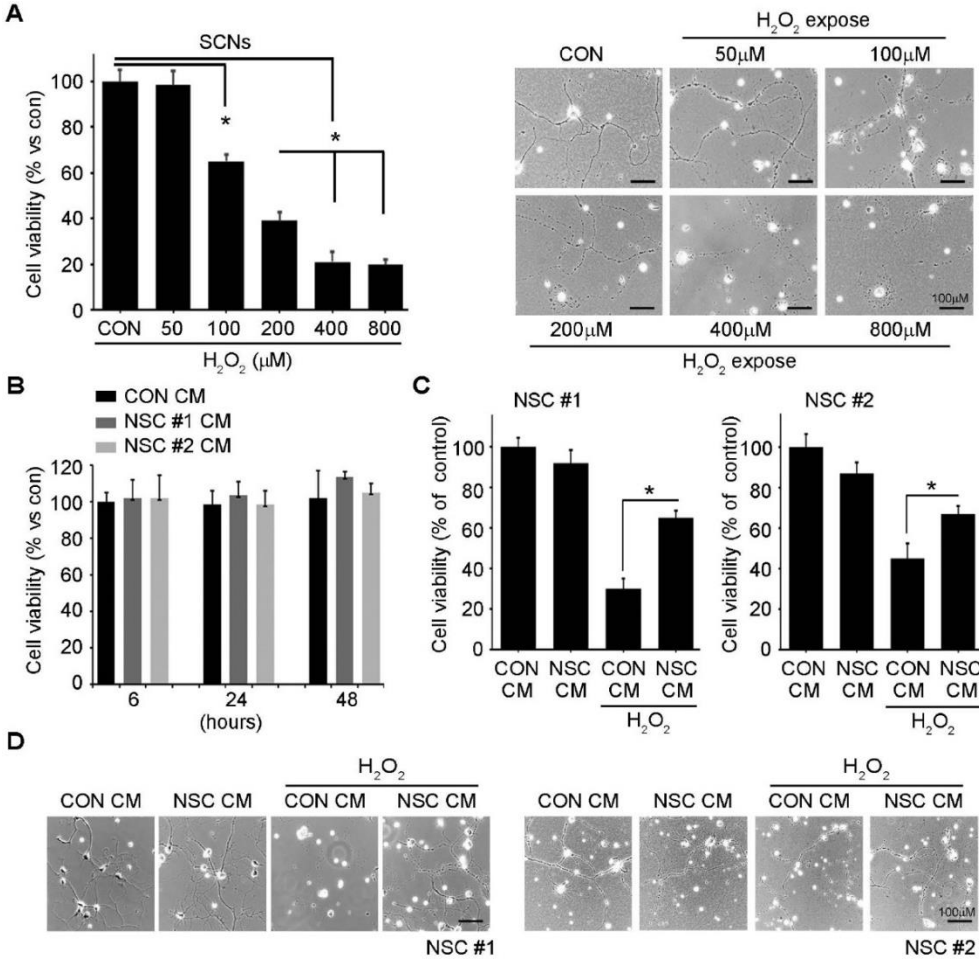 A
SCNs
Cell viability (% vs con)
100
80
60
40
20
0
*
*
CON 50 100 200 400 800
H₂O₂ (μM)
H₂O₂ expose
CON 50μM 100μM
100μM
200μM 400μM 800μM
H₂O₂ expose
B
CON CM
NSC #1 CM
NSC #2 CM
Cell viability (% vs con)
120
100
80
60
40
20
0
6 24 48
(hours)
C
NSC #1
Cell viability (% of control)
100
80
60
40
20
0
*
CON NSC CON NSC
CM CM CM CM
H₂O₂
NSC #2
Cell viability (% of control)
100
80
60
40
20
0
*
CON NSC CON NSC
CM CM CM CM
H₂O₂
D
H₂O₂
CON CM NSC CM CON CM NSC CM
NSC #1
H₂O₂
CON CM NSC CM CON CM NSC CM
100μM
NSC #2